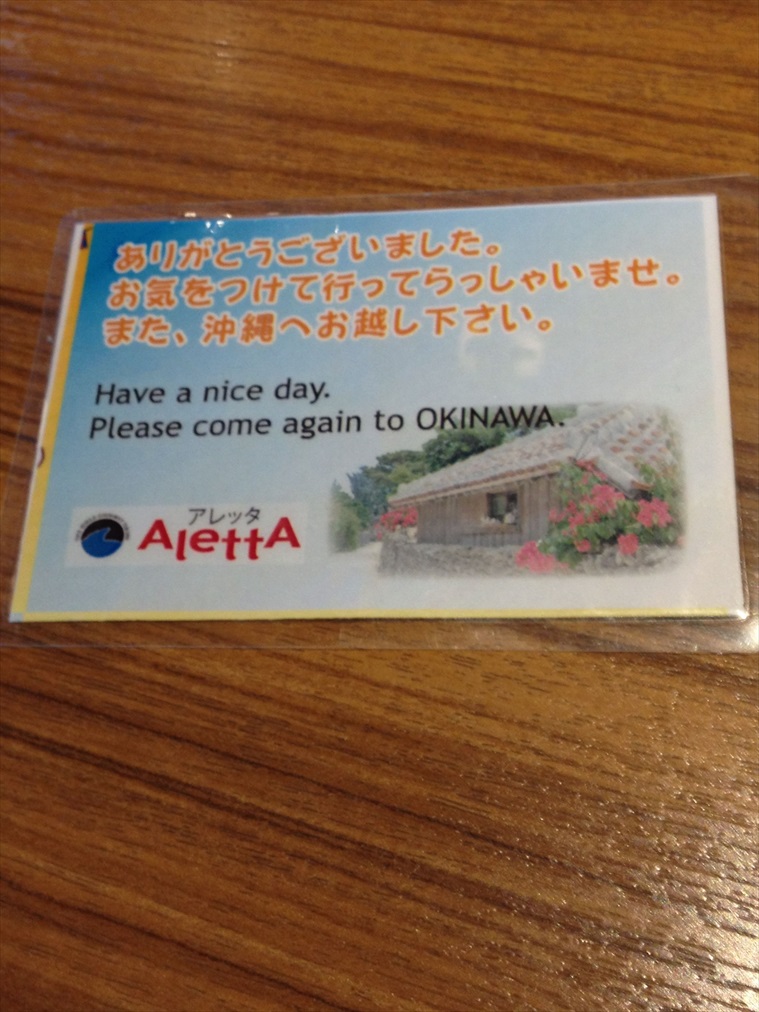 ありがとうございました。
お気をつけて行ってらっしゃいませ。
また、沖縄へお越し下さい。
Have a nice day.
Please come again to OKINAWA.
アレッタ
AlettA